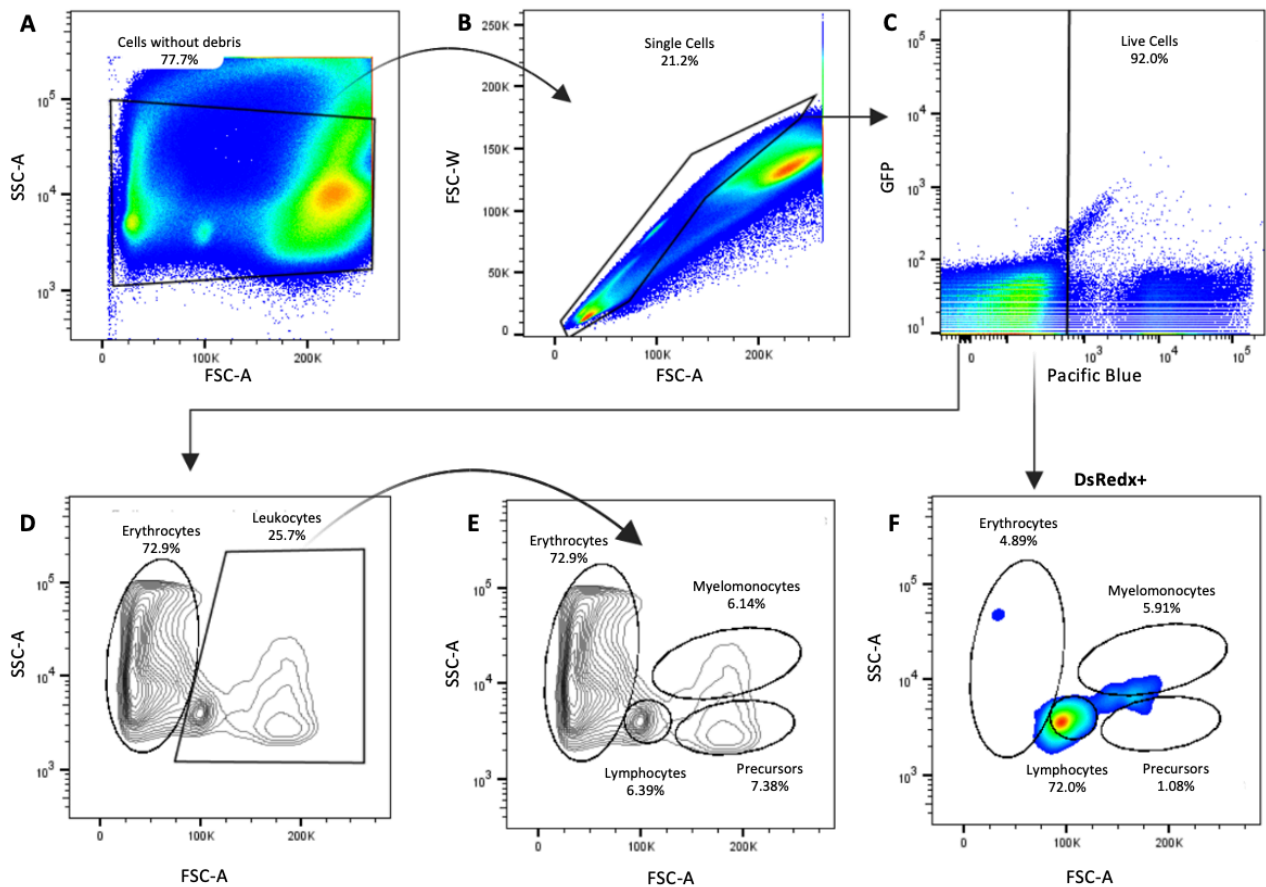 A
Cells without debris
77.7%
SSC-A
10^5
10^4
10^3
0
0
100K
200K
FSC-A
B
Single Cells
21.2%
FSC-W
250K
200K
150K
100K
50K
0
0
100K
200K
FSC-A
C
Live Cells
92.0%
GFP
10^5
10^4
10^3
10^2
10^1
0
10^3
10^4
10^5
Pacific Blue
D
Erythrocytes
72.9%
Leukocytes
25.7%
SSC-A
10^5
10^4
10^3
0
100K
200K
FSC-A
E
Erythrocytes
72.9%
Myelomonocytes
6.14%
Lymphocytes
6.39%
Precursors
7.38%
SSC-A
10^5
10^4
10^3
0
100K
200K
FSC-A
DsRedx+
F
Erythrocytes
4.89%
Myelomonocytes
5.91%
Lymphocytes
72.0%
Precursors
1.08%
SSC-A
10^5
10^4
10^3
0
100K
200K
FSC-A